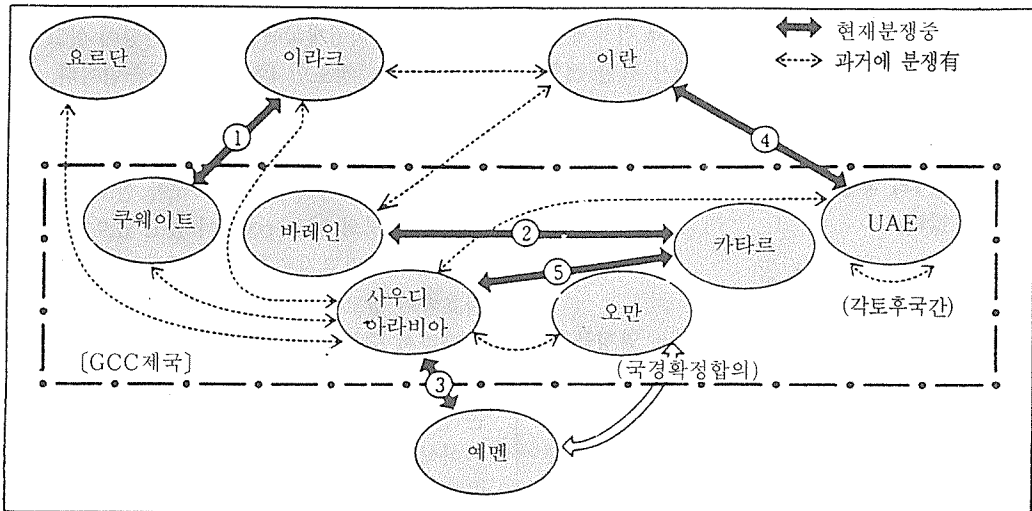 현재분쟁중
과거에 분쟁有
요르단
이라크
이란
①
④
쿠웨이트
바레인
②
카타르
UAE
⑤
사우디
아라비아
오만
(각토후국간)
[GCC제국]
(국경확정합의)
③
예멘